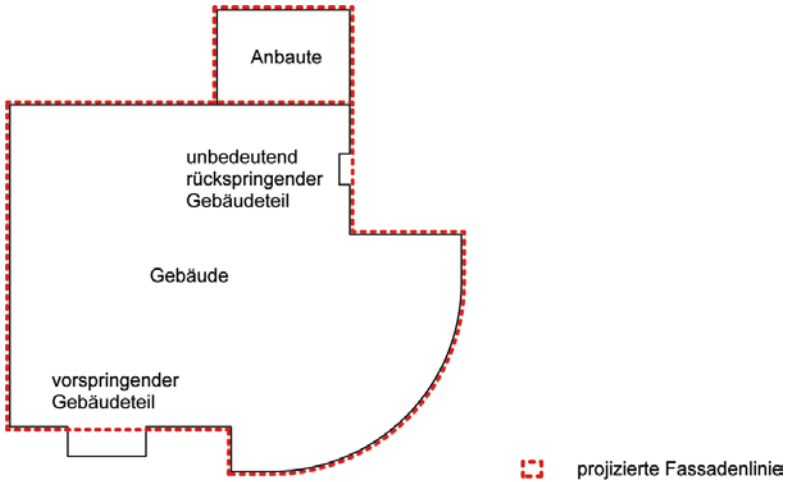 Anbaute
unbedeutend
rückspringender
Gebäudeteil
Gebäude
vorspringender
Gebäudeteil
projizierte Fassadenlinie